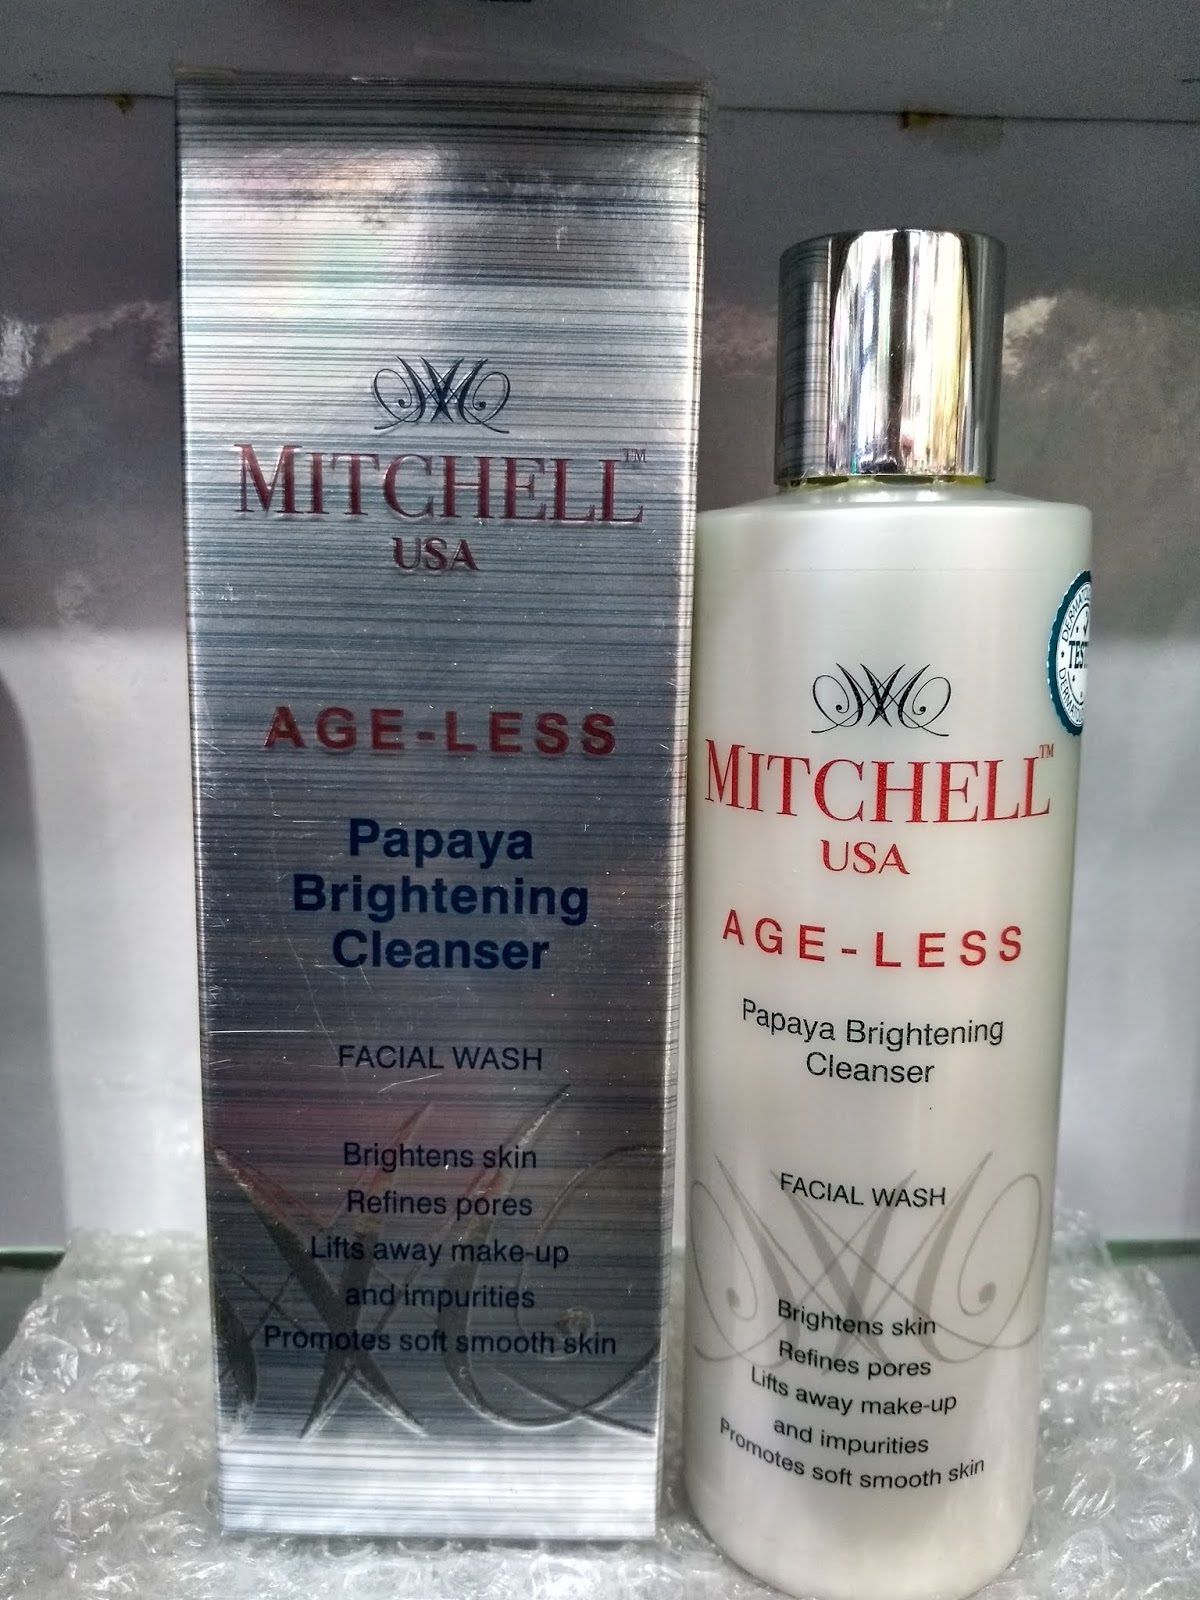 MITCHELL™
USA
AGE-LESS
Papaya
Brightening
Cleanser
FACIAL WASH
Brightens skin
Refines pores
Lifts away make-up
and impurities
Promotes soft smooth skin
MITCHELL™
USA
AGE-LESS
Papaya Brightening
Cleanser
FACIAL WASH
Brightens skin
Refines pores
Lifts away make-up
and impurities
Promotes soft smooth skin